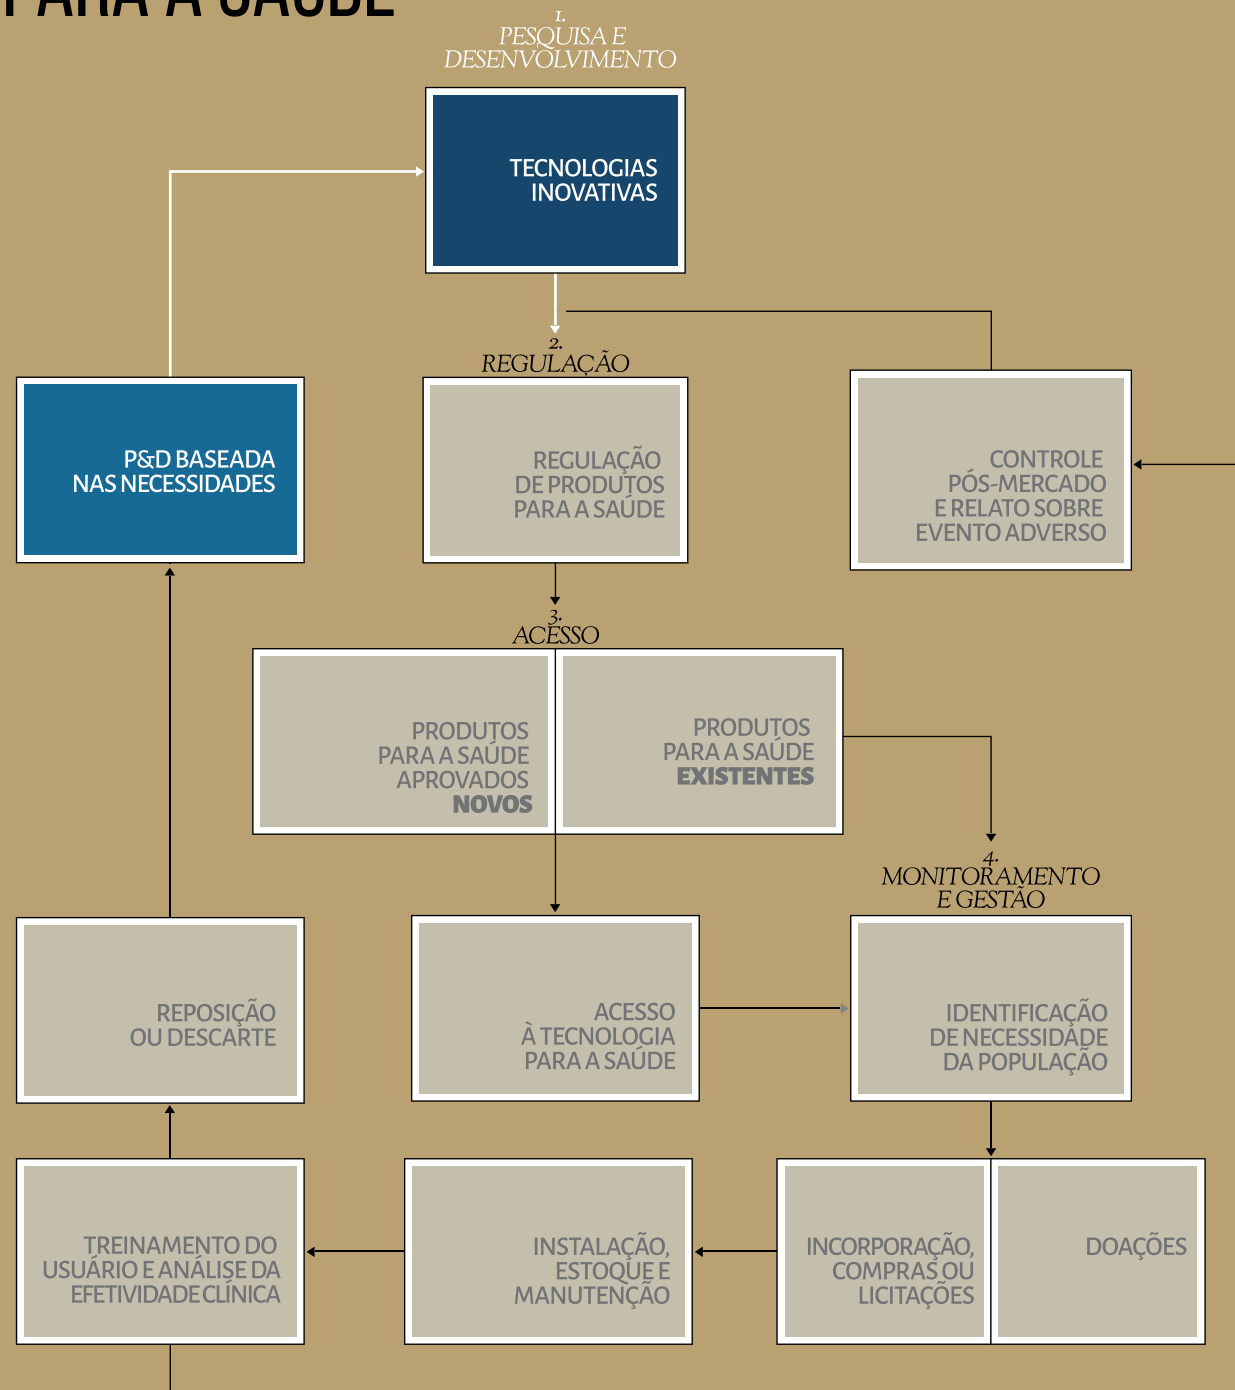 PARA A SAÚDE
1.
PESQUISA E
DESENVOLVIMENTO
TECNOLOGIAS
INOVATIVAS
2.
REGULAÇÃO
P&D BASEADA
NAS NECESSIDADES
REGULAÇÃO
DE PRODUTOS
PARA A SAÚDE
CONTROLE
PÓS-MERCADO
E RELATO SOBRE
EVENTO ADVERSO
3.
ACESSO
PRODUTOS
PARA A SAÚDE
APROVADOS
NOVOS
PRODUTOS
PARA A SAÚDE
EXISTENTES
4.
MONITORAMENTO
E GESTÃO
REPOSIÇÃO
OU DESCARTE
ACESSO
À TECNOLOGIA
PARA A SAÚDE
IDENTIFICAÇÃO
DE NECESSIDADE
DA POPULAÇÃO
TREINAMENTO DO
USUÁRIO E ANÁLISE DA
EFETIVIDADE CLÍNICA
INSTALAÇÃO,
ESTOQUE E
MANUTENÇÃO
INCORPORAÇÃO,
COMPRAS OU
LICITAÇÕES
DOAÇÕES